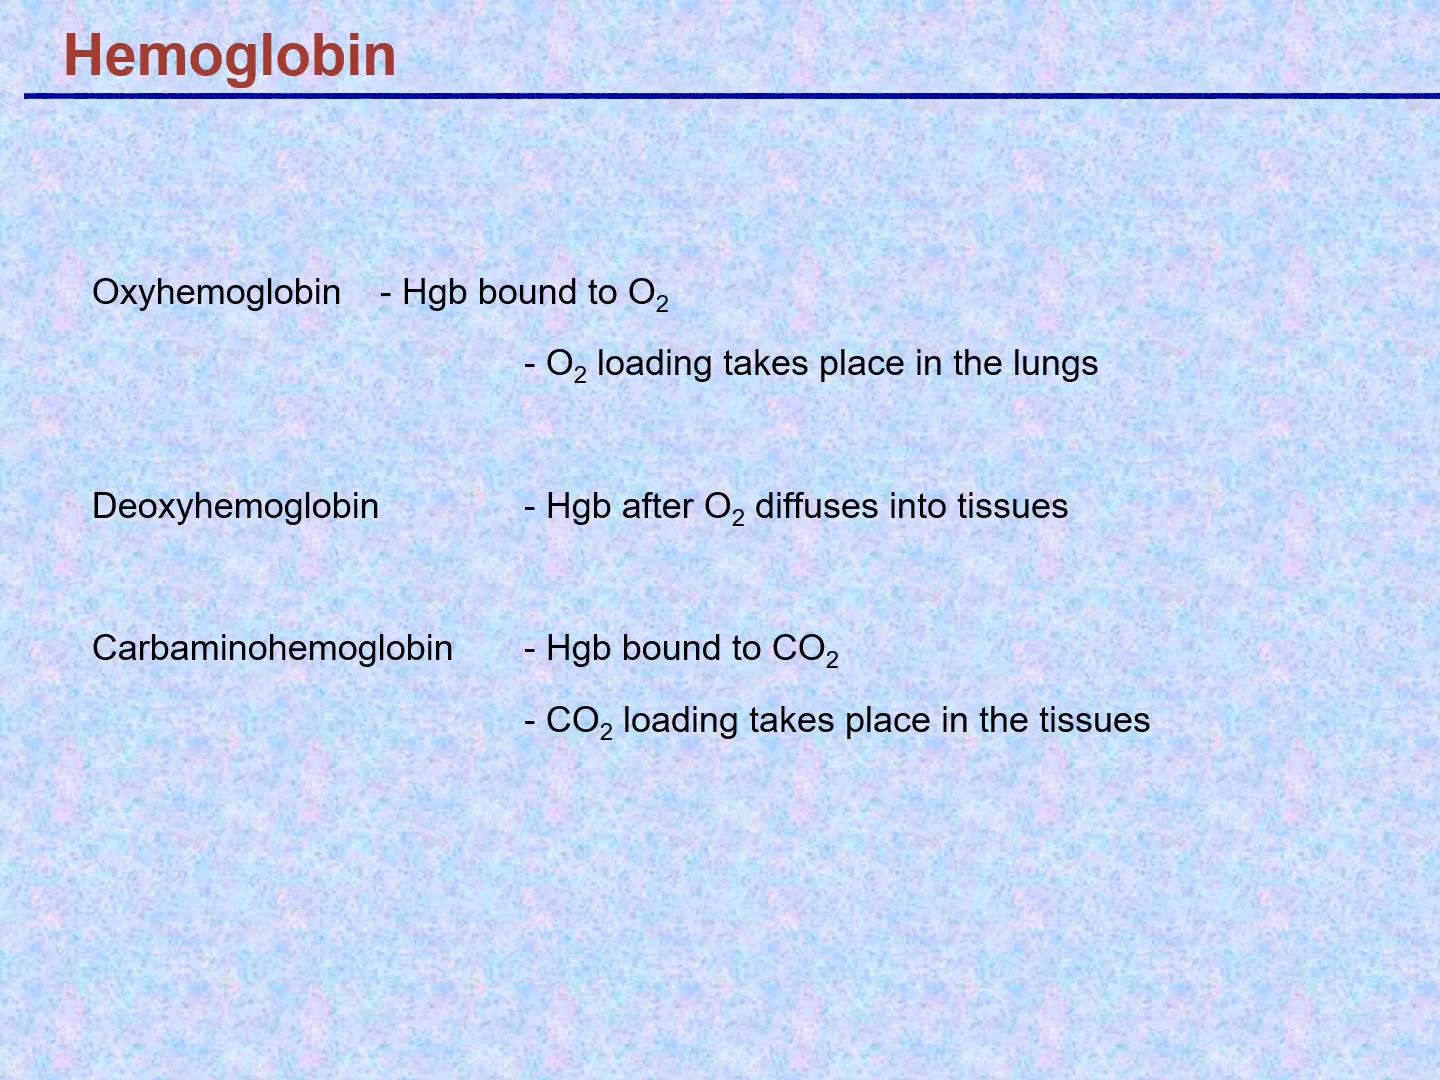 Hemoglobin
Oxyhemoglobin - Hgb bound to O₂
- O₂ loading takes place in the lungs
Deoxyhemoglobin - Hgb after O₂ diffuses into tissues
Carbaminohemoglobin - Hgb bound to CO₂
- CO₂ loading takes place in the tissues